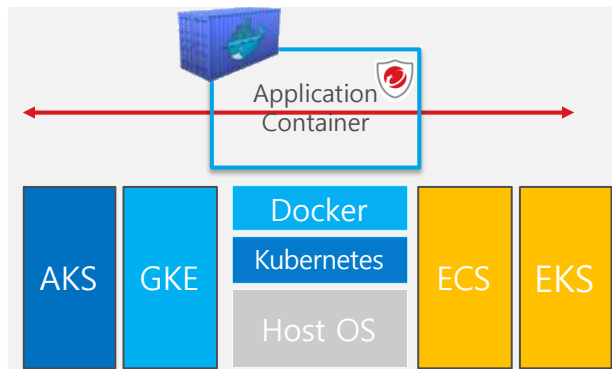 Application
Container
Docker
Kubernetes
Host OS
AKS
GKE
ECS
EKS